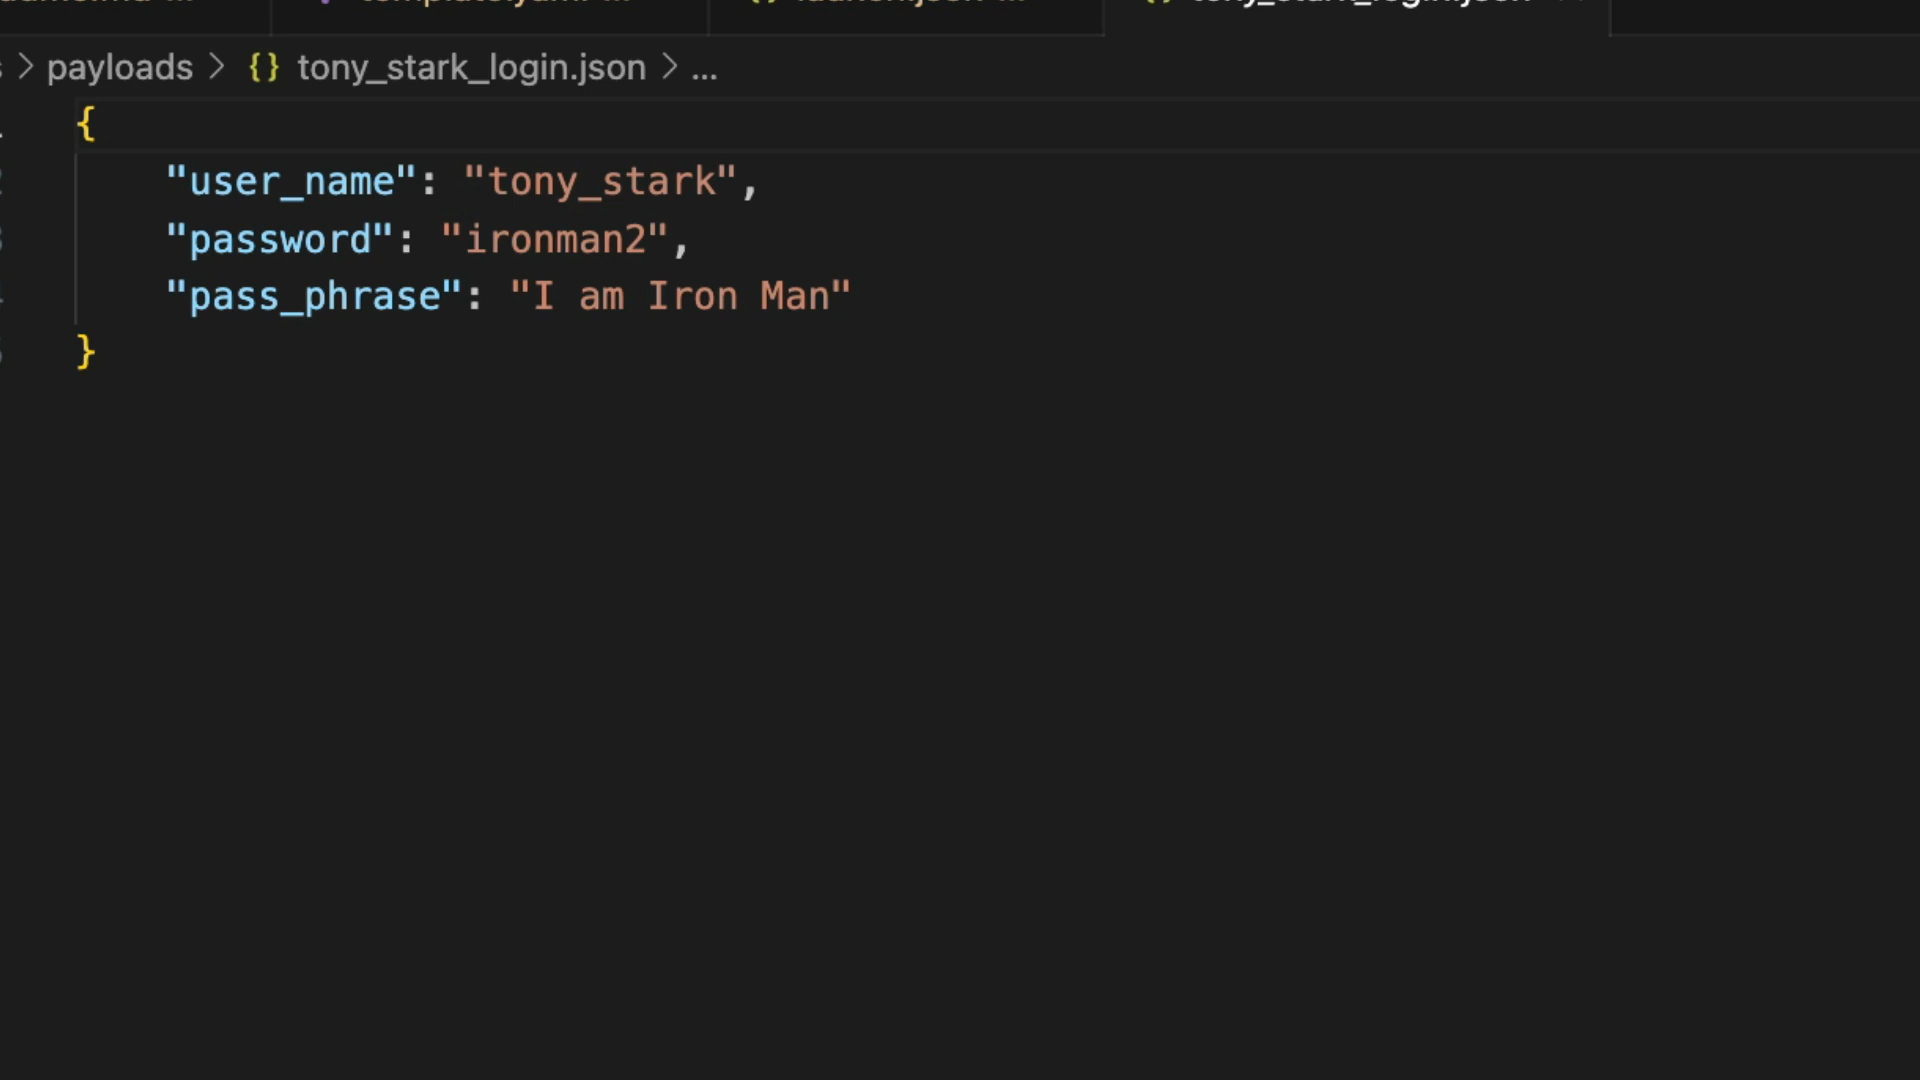 payloads > {} tony_stark_login.json > ...
{
"user_name": "tony_stark",
"password": "ironman2",
"pass_phrase": "I am Iron Man"
}